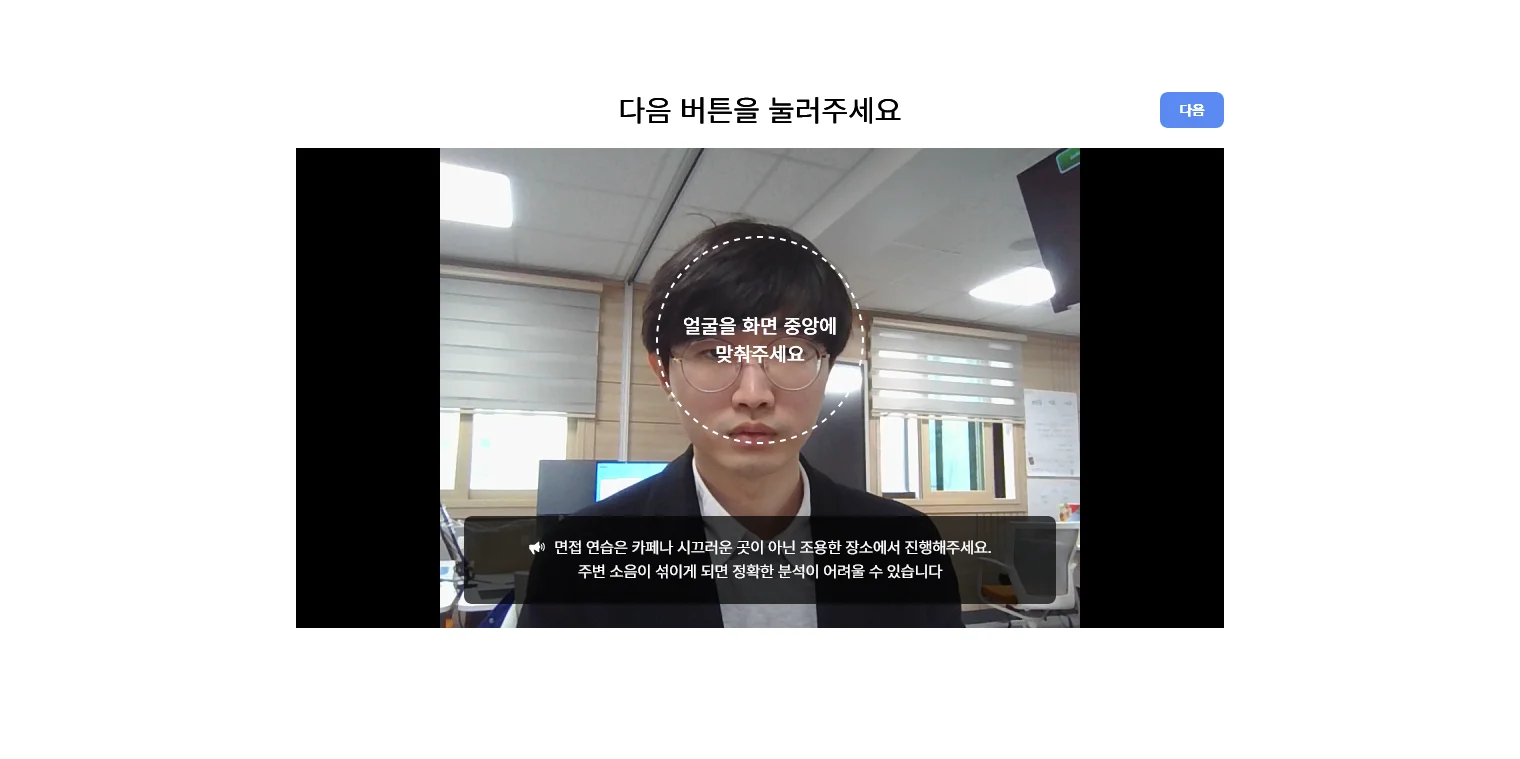 다음 버튼을 눌러주세요
다음
얼굴을 화면 중앙에
맞춰주세요
면접 연습은 카페나 시끄러운 곳이 아닌 조용한 장소에서 진행해주세요.
주변 소음이 섞이게 되면 정확한 분석이 어려울 수 있습니다